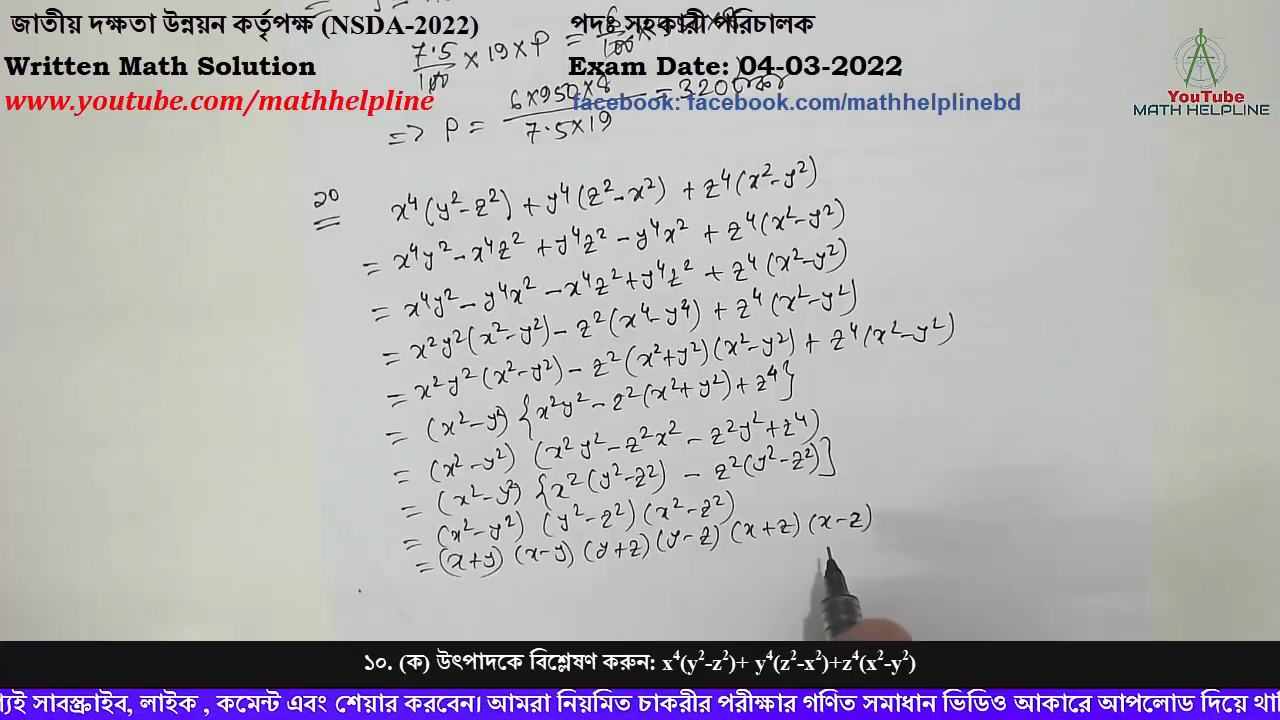 জাতীয় দক্ষতা উন্নয়ন কর্তৃপক্ষ (NSDA-2022) পদঃ সহকারী পরিচালক
7.5/100 × 19 × P =
Written Math Solution Exam Date: 04-03-2022
www.youtube.com/mathhelpline facebook: facebook.com/mathhelplinebd
YouTube
MATH HELPLINE
=> P = 6×950×8 / 7.5×19 = 320 টাকা
১০ x⁴(y²-z²) + y⁴(z²-x²) + z⁴(x²-y²)
= x⁴y² - x⁴z² + y⁴z² - y⁴x² + z⁴(x²-y²)
= x⁴y² - y⁴x² - x⁴z² + y⁴z² + z⁴(x²-y²)
= x²y²(x²-y²) - z²(x⁴-y⁴) + z⁴(x²-y²)
= x²y²(x²-y²) - z²(x²+y²)(x²-y²) + z⁴(x²-y²)
= (x²-y²) {x²y² - z²(x²+y²) + z⁴}
= (x²-y²) (x²y² - z²x² - z²y² + z⁴)
= (x²-y²) {x²(y²-z²) - z²(y²-z²)}
= (x²-y²) (y²-z²) (x²-z²)
= (x+y) (x-y) (y+z) (y-z) (x+z) (x-z)
১০. (ক) উৎপাদকে বিশ্লেষণ করুন: x⁴(y²-z²)+ y⁴(z²-x²)+z⁴(x²-y²)
সাবস্ক্রাইব, লাইক , কমেন্ট এবং শেয়ার করবেন। আমরা নিয়মিত চাকরীর পরীক্ষার গণিত সমাধান ভিডিও আকারে আপলোড দিয়ে